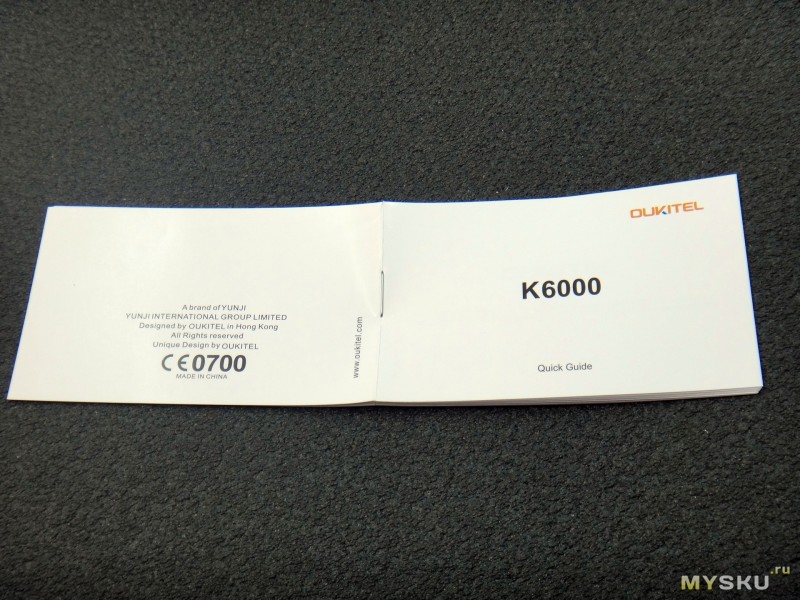 A brand of YUNJI
YUNJI INTERNATIONAL GROUP LIMITED
Designed by OUKITEL in Hong Kong
All Rights reserved
Unique Design by OUKITEL
CE0700
MADE IN CHINA
www.oukitel.com
OUKITEL
K6000
Quick Guide
MYSKU.ru